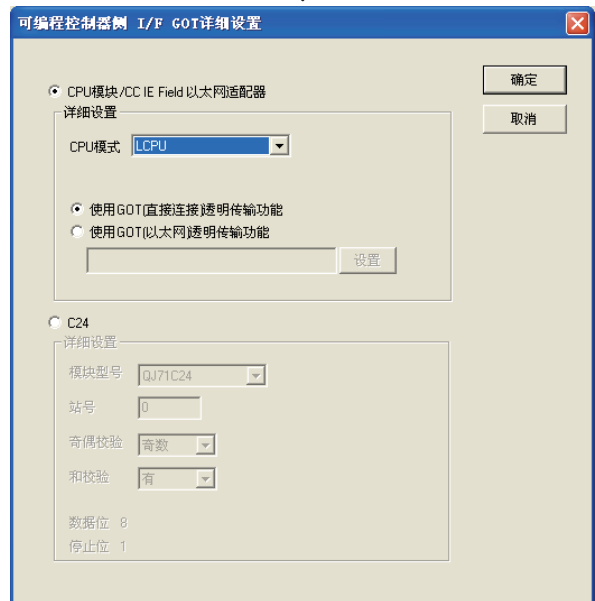 可编程控制器侧 I/F GOT详细设置
确定
CPU模块/CC IE Field 以太网适配器
取消
详细设置
CPU模式 LCPU
使用GOT(直接连接)透明传输功能
使用GOT(以太网)透明传输功能
设置
C24
详细设置
模块型号 QJ71C24
站号 0
奇偶校验 奇数
和校验 有
数据位 8
停止位 1